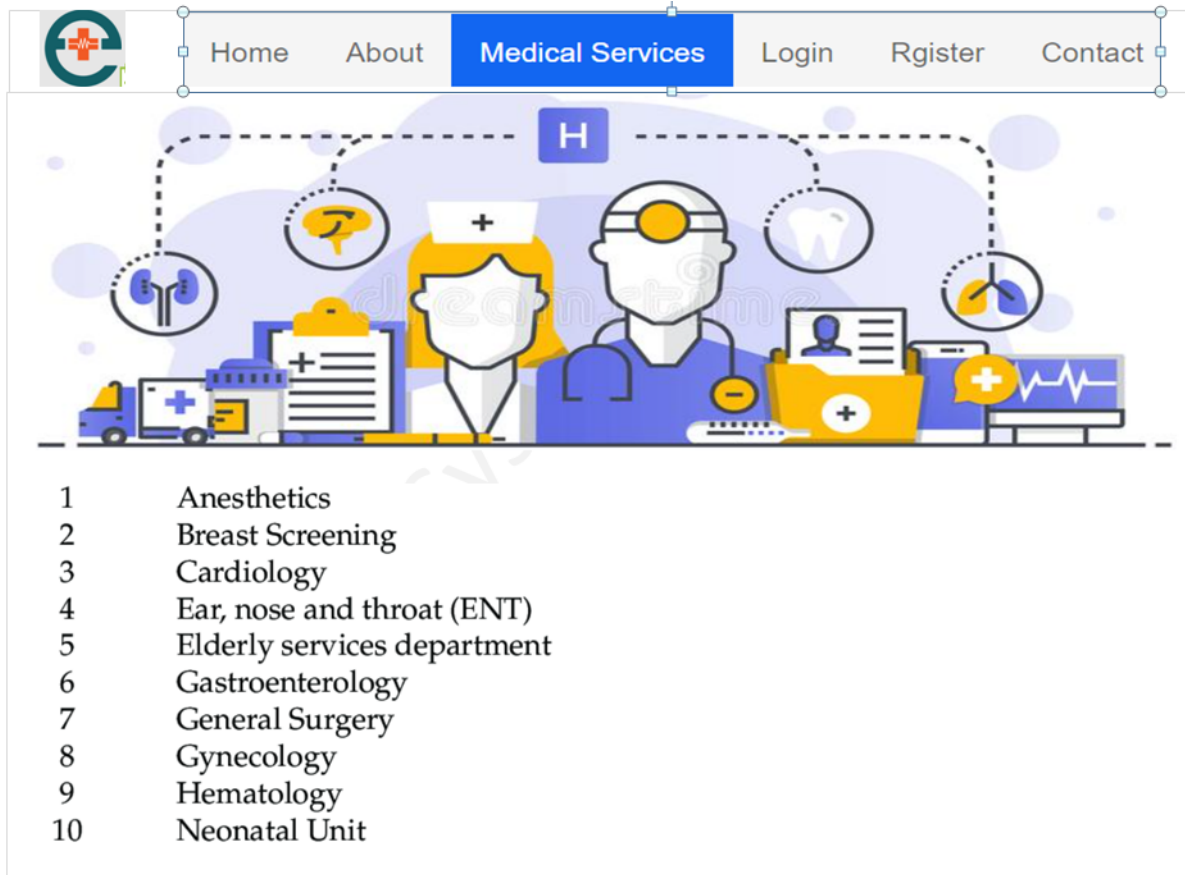 Home About Medical Services Login Rgister Contact
H
dreamstime
1 Anesthetics
2 Breast Screening
3 Cardiology
4 Ear, nose and throat (ENT)
5 Elderly services department
6 Gastroenterology
7 General Surgery
8 Gynecology
9 Hematology
10 Neonatal Unit